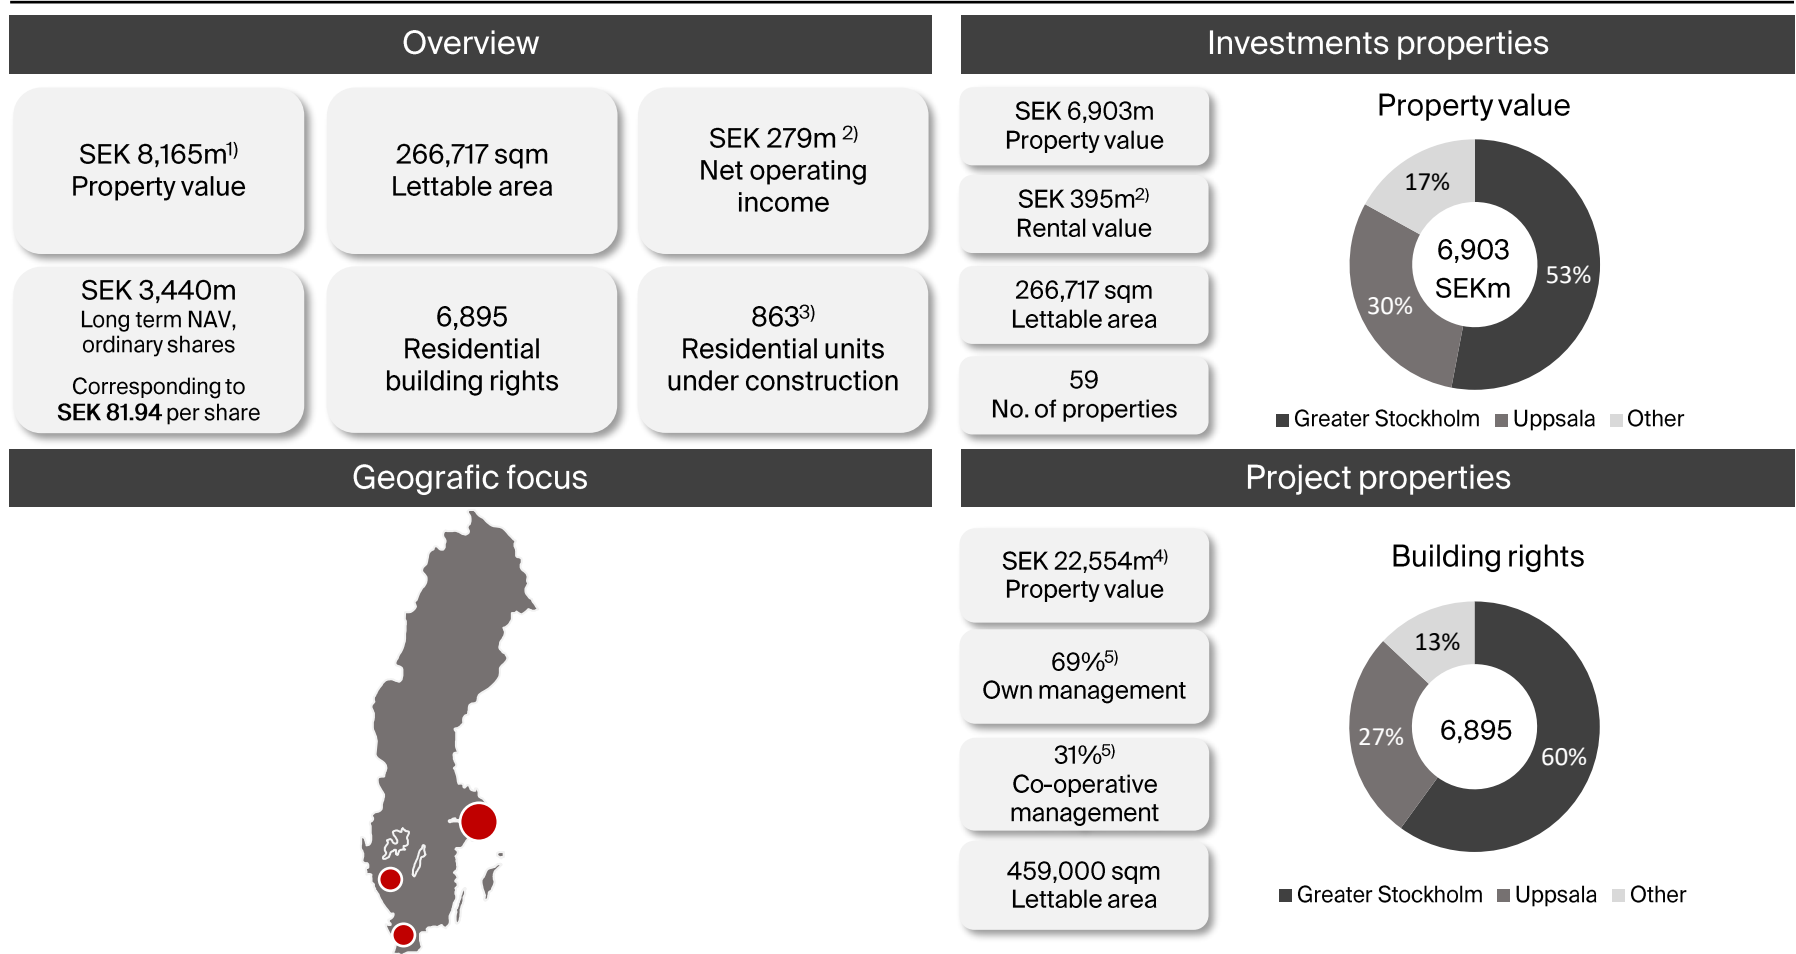 Overview
SEK 8,165m1)
Property value
266,717 sqm
Lettable area
SEK 279m 2)
Net operating
income
SEK 3,440m
Long term NAV,
ordinary shares
Corresponding to
SEK 81.94 per share
6,895
Residential
building rights
8633)
Residential units
under construction
Investments properties
SEK 6,903m
Property value
SEK 395m2)
Rental value
266,717 sqm
Lettable area
59
No. of properties
Property value
17%
53%
30%
6,903
SEKm
Greater Stockholm Uppsala Other
Geografic focus
Project properties
SEK 22,554m4)
Property value
69%5)
Own management
31%5)
Co-operative
management
459,000 sqm
Lettable area
Building rights
13%
27%
60%
6,895
Greater Stockholm Uppsala Other